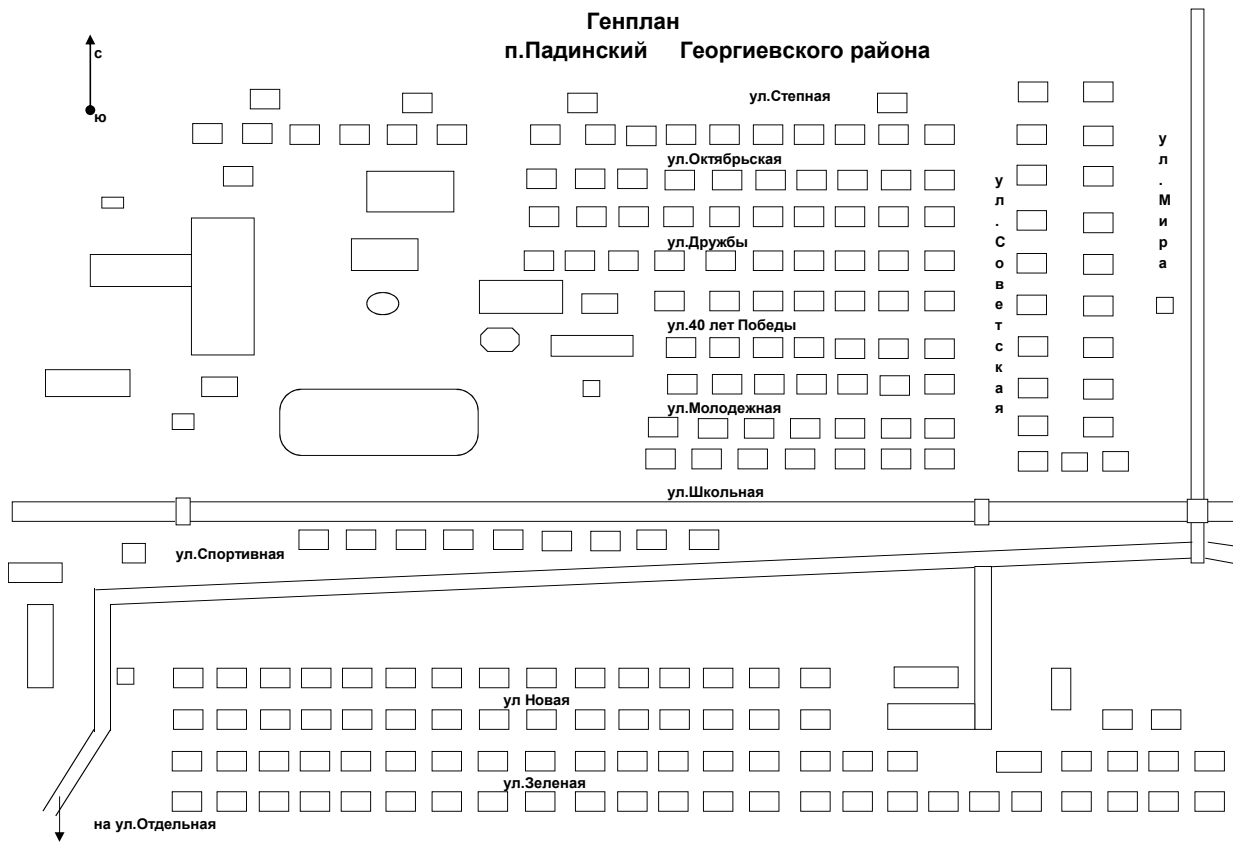 Генплан
п.Падинский Георгиевского района
с
ю
ул.Степная
ул.Октябрьская
ул.Мира
ул.Советская
ул.Дружбы
ул.40 лет Победы
ул.Молодежная
ул.Школьная
ул.Спортивная
ул Новая
ул.Зеленая
на ул.Отдельная